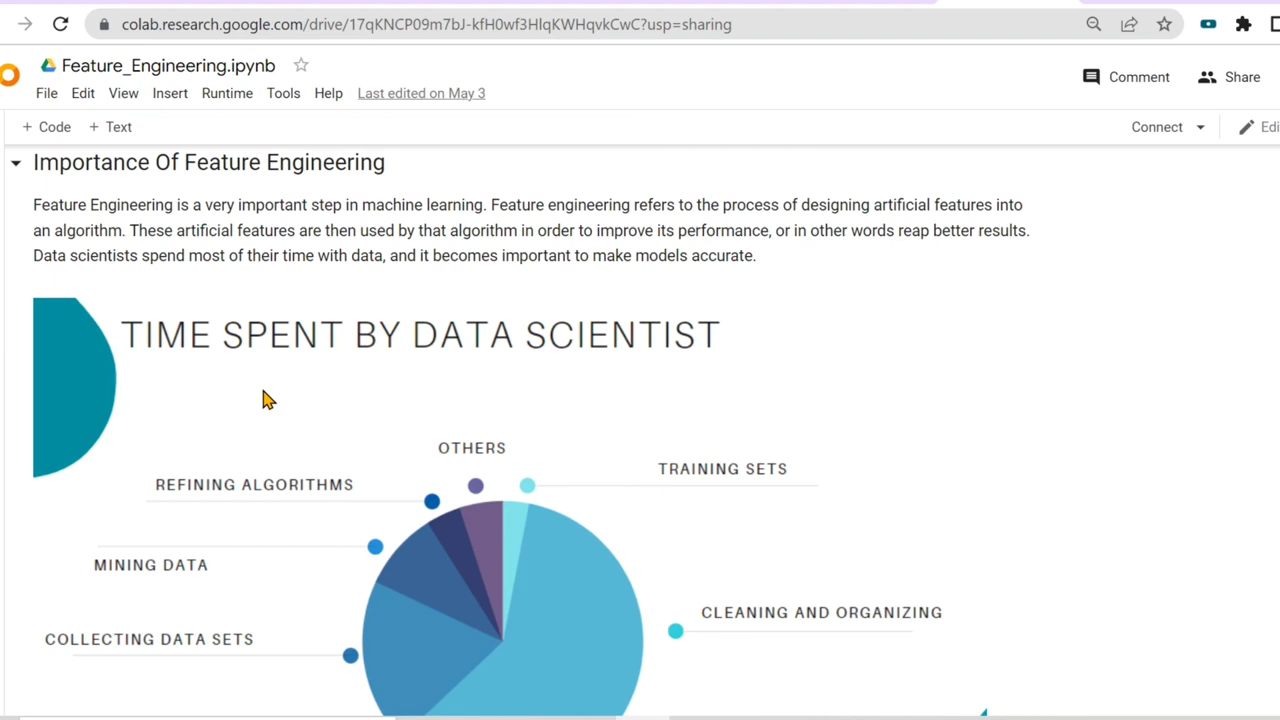 colab.research.google.com/drive/17qKNCP09m7bJ-kfH0wf3HlqKWHqvkCwC?usp=sharing
Feature_Engineering.ipynb
Comment
Share
File Edit View Insert Runtime Tools Help Last edited on May 3
+ Code + Text
Connect
Importance Of Feature Engineering
Feature Engineering is a very important step in machine learning. Feature engineering refers to the process of designing artificial features into
an algorithm. These artificial features are then used by that algorithm in order to improve its performance, or in other words reap better results.
Data scientists spend most of their time with data, and it becomes important to make models accurate.
TIME SPENT BY DATA SCIENTIST
OTHERS
TRAINING SETS
REFINING ALGORITHMS
MINING DATA
CLEANING AND ORGANIZING
COLLECTING DATA SETS